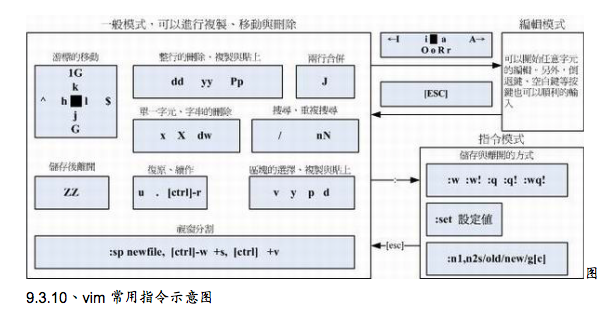 一般模式，可以進行複製、移動與刪除
游標的移動
1G
k
^ h l $
j
G
整行的刪除、複製與貼上
dd yy Pp
兩行合併
J
單一字元、字串的刪除
x X dw
搜尋、重複搜尋
/ nN
儲存後離開
ZZ
復原、續作
u . [ctrl]-r
區塊的選擇、複製與貼上
v y p d
視窗分割
:sp newfile, [ctrl]-w +s, [ctrl] +v
←I i a A→
O o R r
[ESC]
編輯模式
可以開始任意字元
的編輯。另外，倒
退鍵、空白鍵等按
鍵也可以順利的輸
入
:
[esc]
指令模式
儲存與離開的方式
:w :w! :q :q! :wq!
:set 設定值
:n1,n2s/old/new/g[c]
图
9.3.10、vim 常用指令示意图